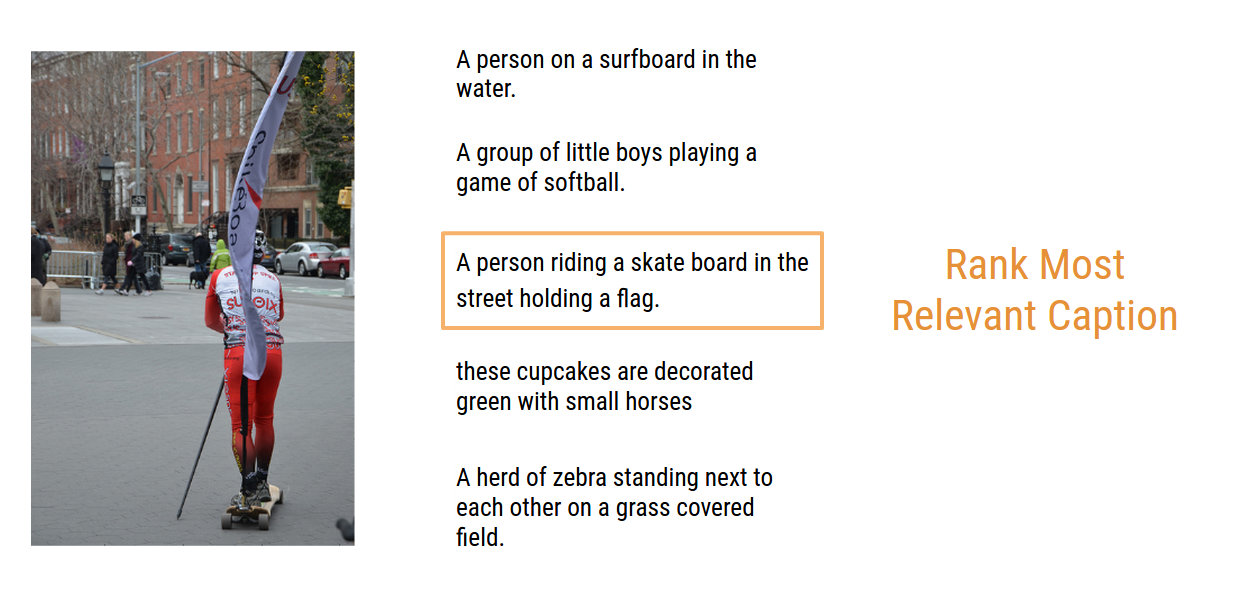 A person on a surfboard in the
water.
A group of little boys playing a
game of softball.
A person riding a skate board in the
street holding a flag.
these cupcakes are decorated
green with small horses
A herd of zebra standing next to
each other on a grass covered
field.
Rank Most
Relevant Caption